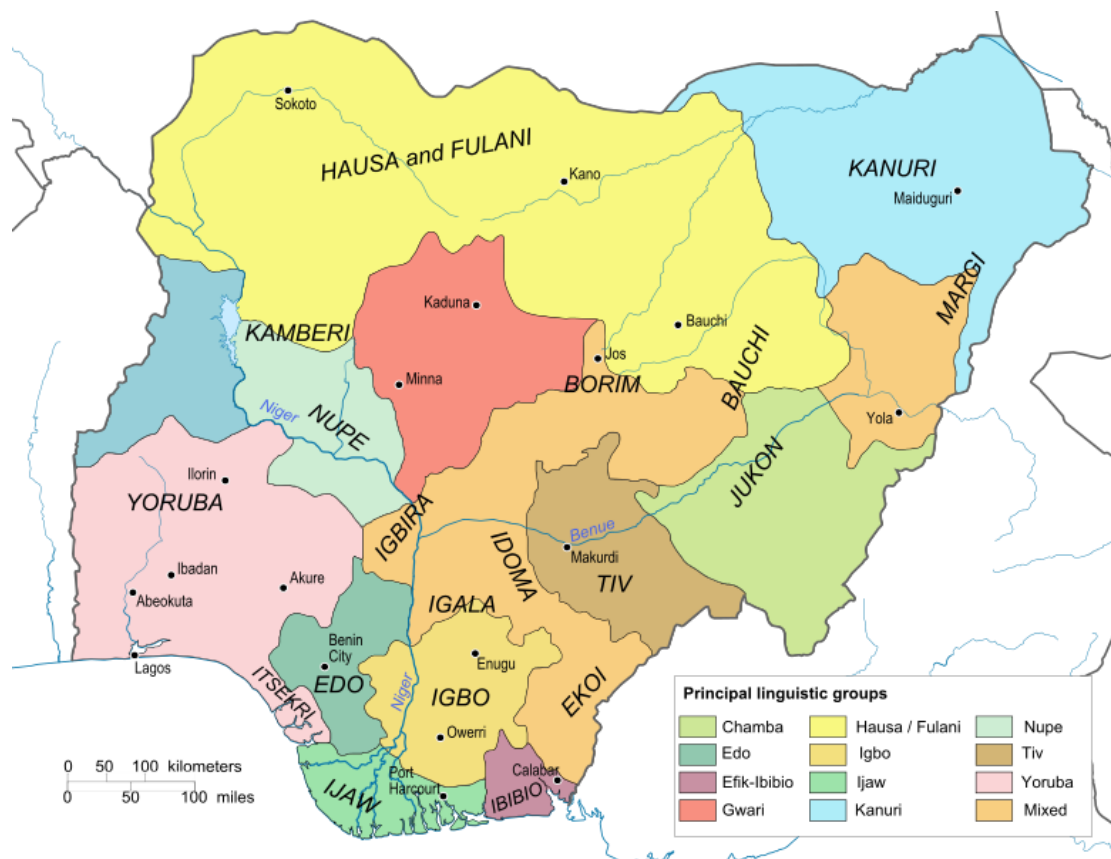 Sokoto
HAUSA and FULANI
Kano
KANURI
Maiduguri
MARGI
Kaduna
KAMBERI
Bauchi
Jos
BORIM
BAUCHI
Minna
Niger
NUPE
Yola
Ilorin
YORUBA
JUKON
IGBIRA
Benue
IDOMA
Makurdi
TIV
Ibadan
Akure
Abeokuta
IGALA
Benin
City
Enugu
Lagos
EDO
ITSEKRI
Niger
IGBO
EKOI
Owerri
Port
Harcourt
Calabar
IJAW
IBIBIO
0 50 100 kilometers
0 50 100 miles
Principal linguistic groups
Chamba
Hausa / Fulani
Nupe
Edo
Igbo
Tiv
Efik-Ibibio
Ijaw
Yoruba
Gwari
Kanuri
Mixed